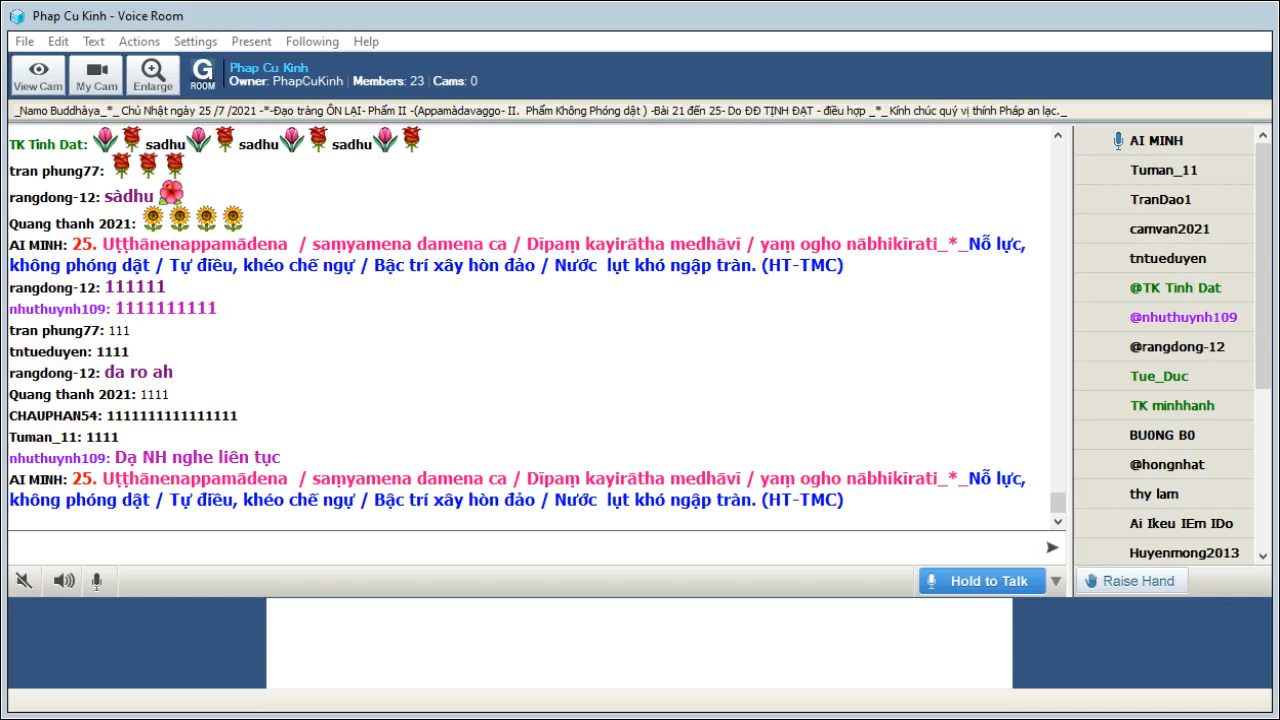 Phap Cu Kinh - Voice Room
File Edit Text Actions Settings Present Following Help
View Cam My Cam Enlarge G ROOM
Phap Cu Kinh
Owner: PhapCuKinh | Members: 23 | Cams: 0
_Namo Buddhàya_*_ Chủ Nhật ngày 25 /7 /2021 -*-Đạo tràng ÔN LẠI- Phẩm II -(Appamàdavaggo- II. Phẩm Không Phóng dật ) -Bài 21 đến 25- Do ĐĐ TỊNH ĐẠT - điều hợp _*_Kính chúc quý vị thính Pháp an lạc._
TK Tinh Dat: sadhu sadhu sadhu
tran phung77:
rangdong-12: sàdhu
Quang thanh 2021:
AI MINH: 25. Uṭṭhānenappamādena / saṃyamena damena ca / Dīpaṃ kayirātha medhāvī / yaṃ ogho nābhikīrati_*_Nỗ lực,
không phóng dật / Tự điều, khéo chế ngự / Bậc trí xây hòn đảo / Nước lụt khó ngập tràn. (HT-TMC)
rangdong-12: 111111
nhuthuynh109: 1111111111
tran phung77: 111
tntueduyen: 1111
rangdong-12: da ro ah
Quang thanh 2021: 1111
CHAUPHAN54: 1111111111111111
Tuman_11: 1111
nhuthuynh109: Dạ NH nghe liên tục
AI MINH: 25. Uṭṭhānenappamādena / saṃyamena damena ca / Dīpaṃ kayirātha medhāvī / yaṃ ogho nābhikīrati_*_Nỗ lực,
không phóng dật / Tự điều, khéo chế ngự / Bậc trí xây hòn đảo / Nước lụt khó ngập tràn. (HT-TMC)
AI MINH
Tuman_11
TranDao1
camvan2021
tntueduyen
@TK Tinh Dat
@nhuthuynh109
@rangdong-12
Tue_Duc
TK minhhanh
BU0NG B0
@hongnhat
thy lam
Ai Ikeu IEm IDo
Huyenmong2013
Hold to Talk
Raise Hand